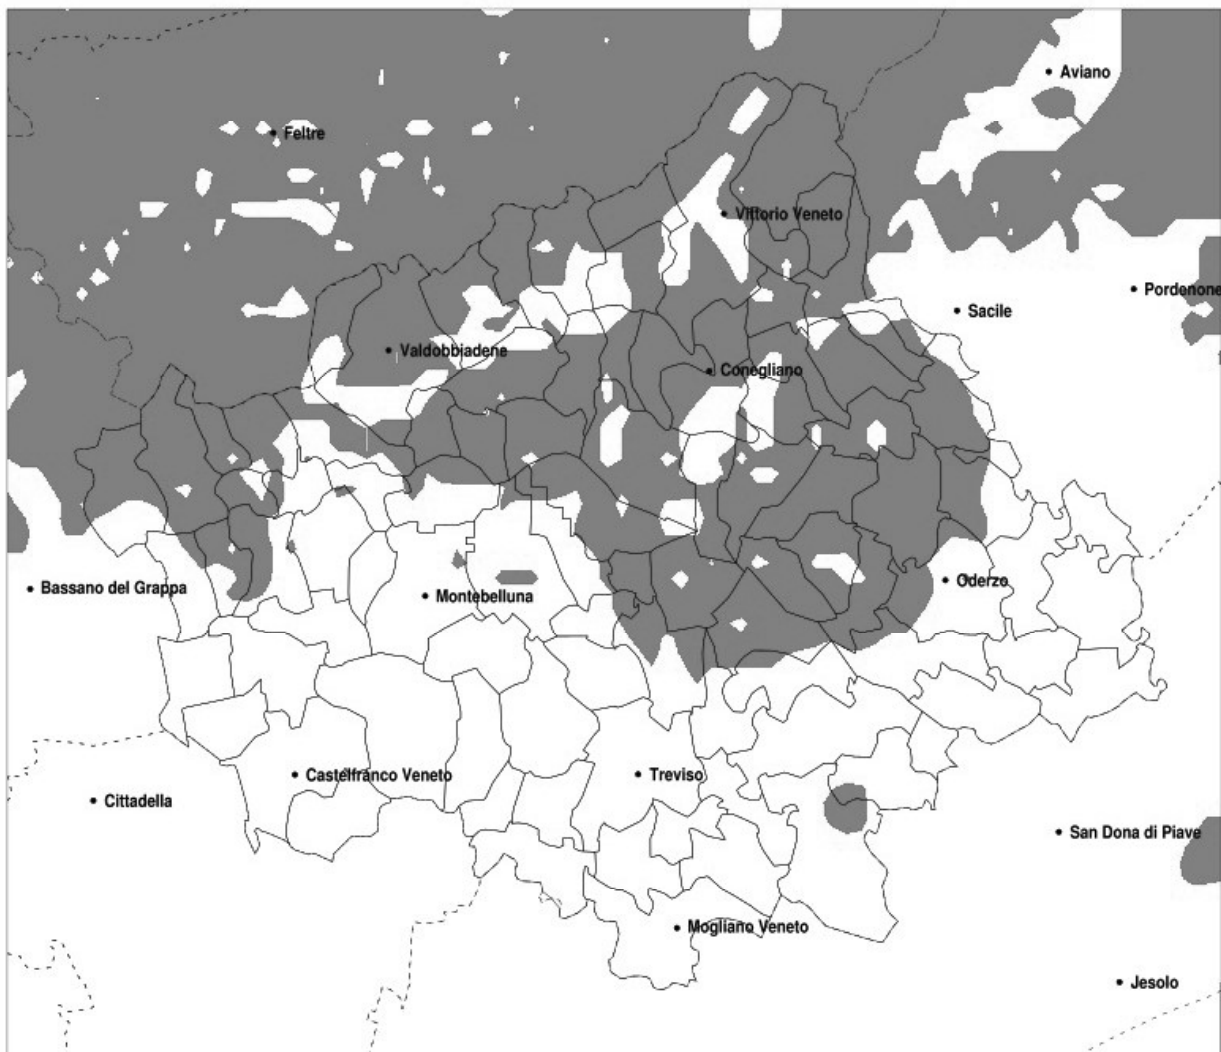 Aviano
Feltre
Vittorio Veneto
Pordenone
Sacile
Valdobbiadene
Conegliano
Bassano del Grappa
Oderzo
Montebelluna
Castelfranco Veneto
Treviso
Cittadella
San Dona di Piave
Mogliano Veneto
Jesolo